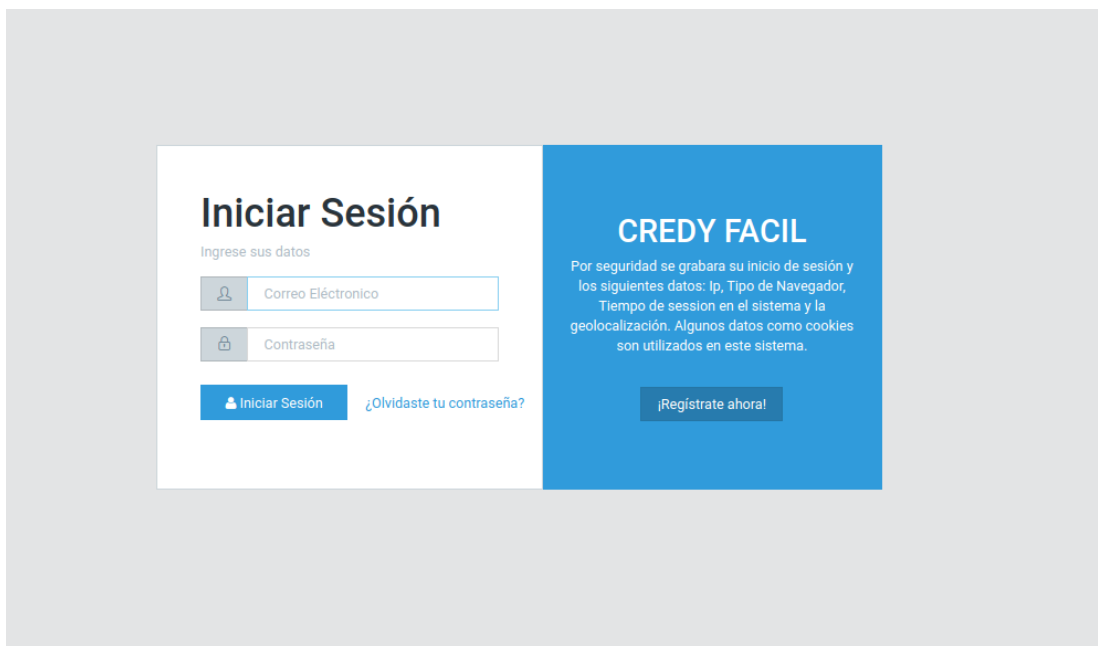 Iniciar Sesión
Ingrese sus datos
Correo Eléctronico
Contraseña
Iniciar Sesión
¿Olvidaste tu contraseña?
CREDY FACIL
Por seguridad se grabara su inicio de sesión y
los siguientes datos: Ip, Tipo de Navegador,
Tiempo de session en el sistema y la
geolocalización. Algunos datos como cookies
son utilizados en este sistema.
¡Regístrate ahora!